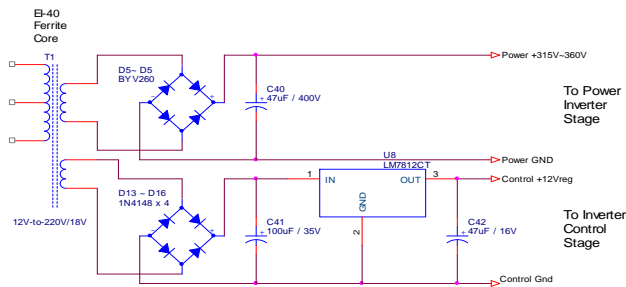 EI-40
Ferrite
Core
T1
D5~ D5
BYV260
-
+
C40
+
47uF / 400V
Power +315V~360V
To Power
Inverter
Stage
Power GND
U8
LM7812CT
Control +12Vreg
1
IN
OUT
3
GND
2
D13 ~ D16
1N4148 x 4
-
+
C41
+
100uF / 35V
C42
+
47uF / 16V
To Inverter
Control
Stage
12V-to-220V/18V
Control Gnd